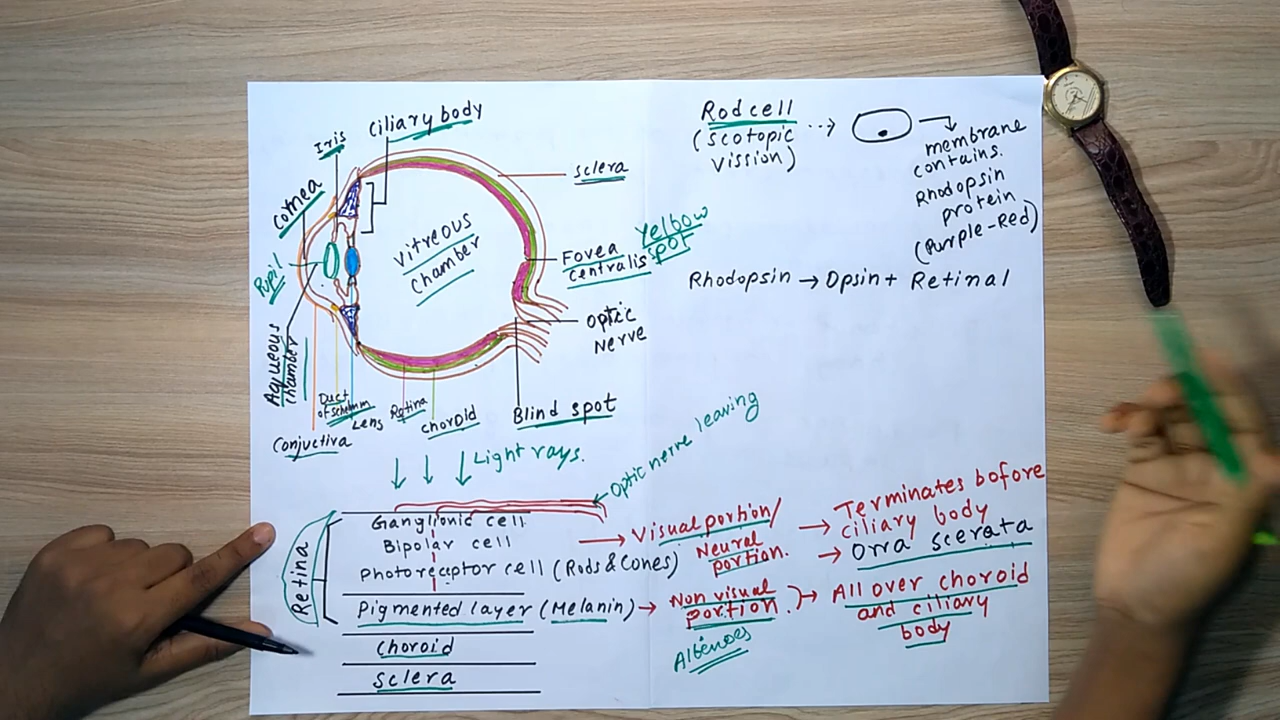 Ciliary body
Iris
Cornea
Pupil
Aqueous
chamber
Vitreous
chamber
Sclera
Yellow
spot
Fovea
centralis
Optic
Nerve
Blind spot
Choroid
Retina
Lens
Duct
of schelmm
Conjuctiva
Light rays.
Optic nerve leaving
Retina
Ganglionic cell
Bipolar cell
Photoreceptor cell (Rods & Cones)
Pigmented layer (Melanin)
Choroid
Sclera
Visual portion/
Neural
portion.
Terminates before
ciliary body
Orra scerata
Non visual
portion.
All over choroid
and ciliary
body
Albinoes
Rod cell
(Scotopic
vission)
membrane
contains.
Rhodopsin
protein
(Purple-Red)
Rhodopsin → Opsin + Retinal